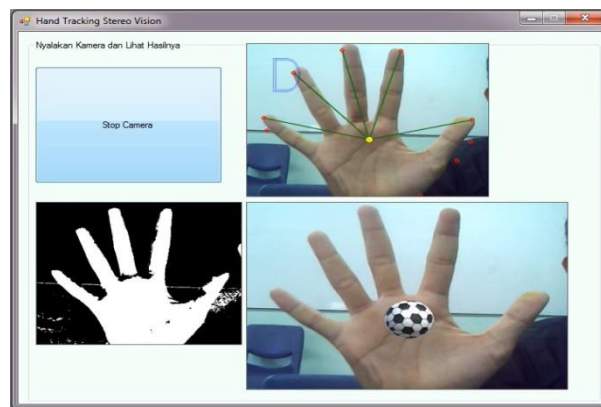 Hand Tracking Stereo Vision
Nyalakan Kamera dan Lihat Hasilnya
D
Stop Camera